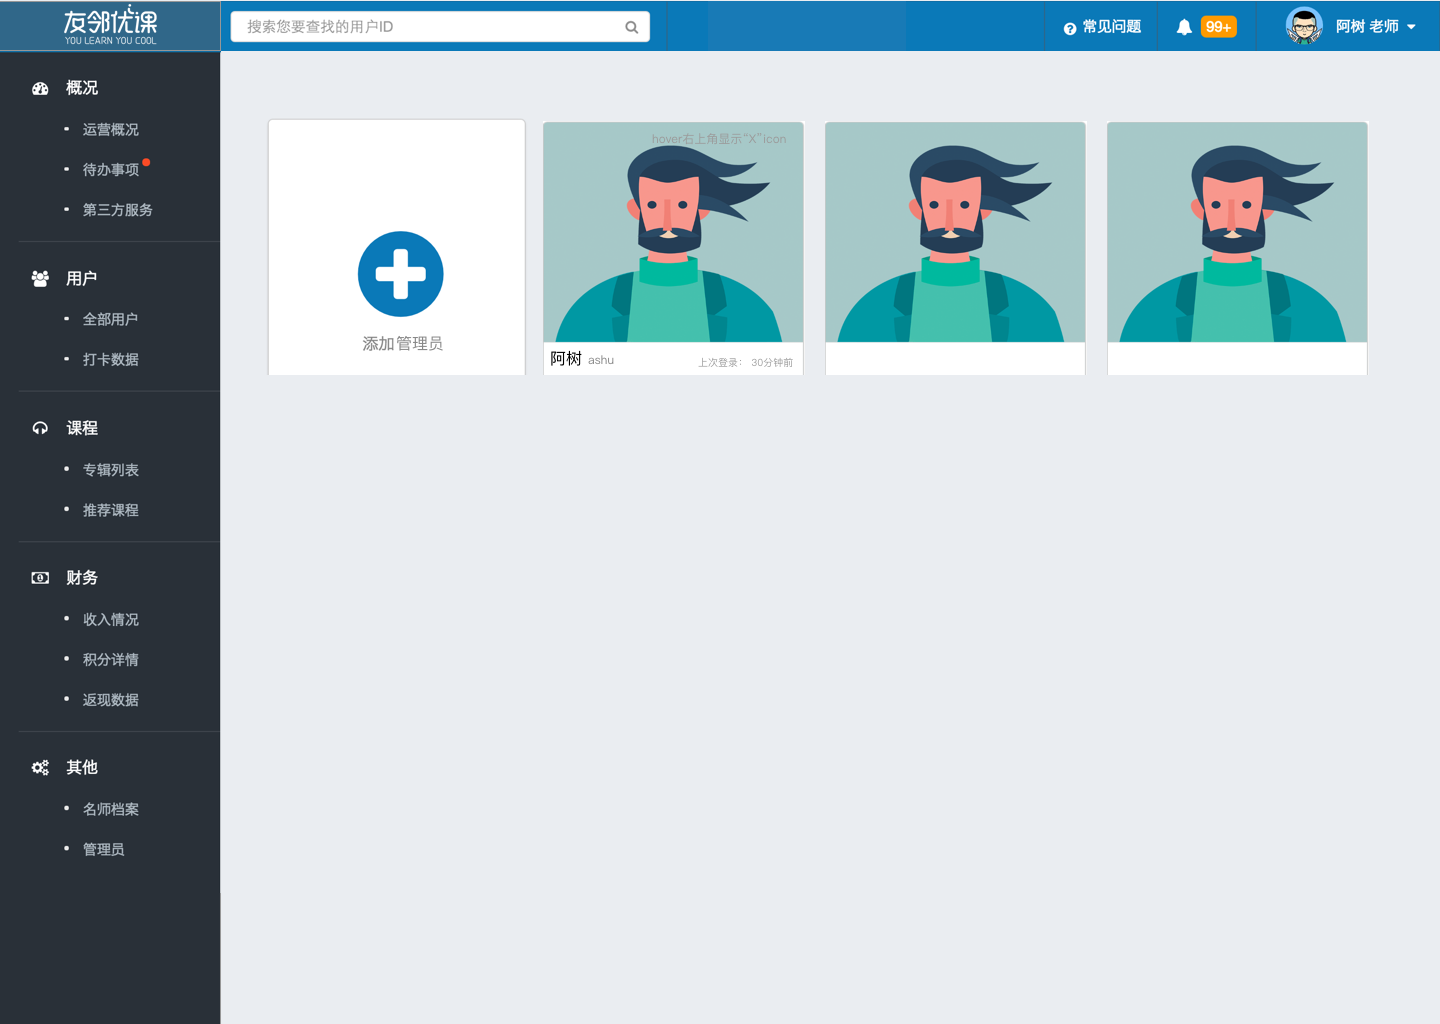 友邻优课
YOU LEARN YOU COOL
搜索您要查找的用户ID
常见问题
99+
阿树 老师
概况
运营概况
待办事项
第三方服务
用户
全部用户
打卡数据
课程
专辑列表
推荐课程
财务
收入情况
积分详情
返现数据
其他
名师档案
管理员
添加管理员
hover右上角显示“X”icon
阿树 ashu 上次登录： 30分钟前